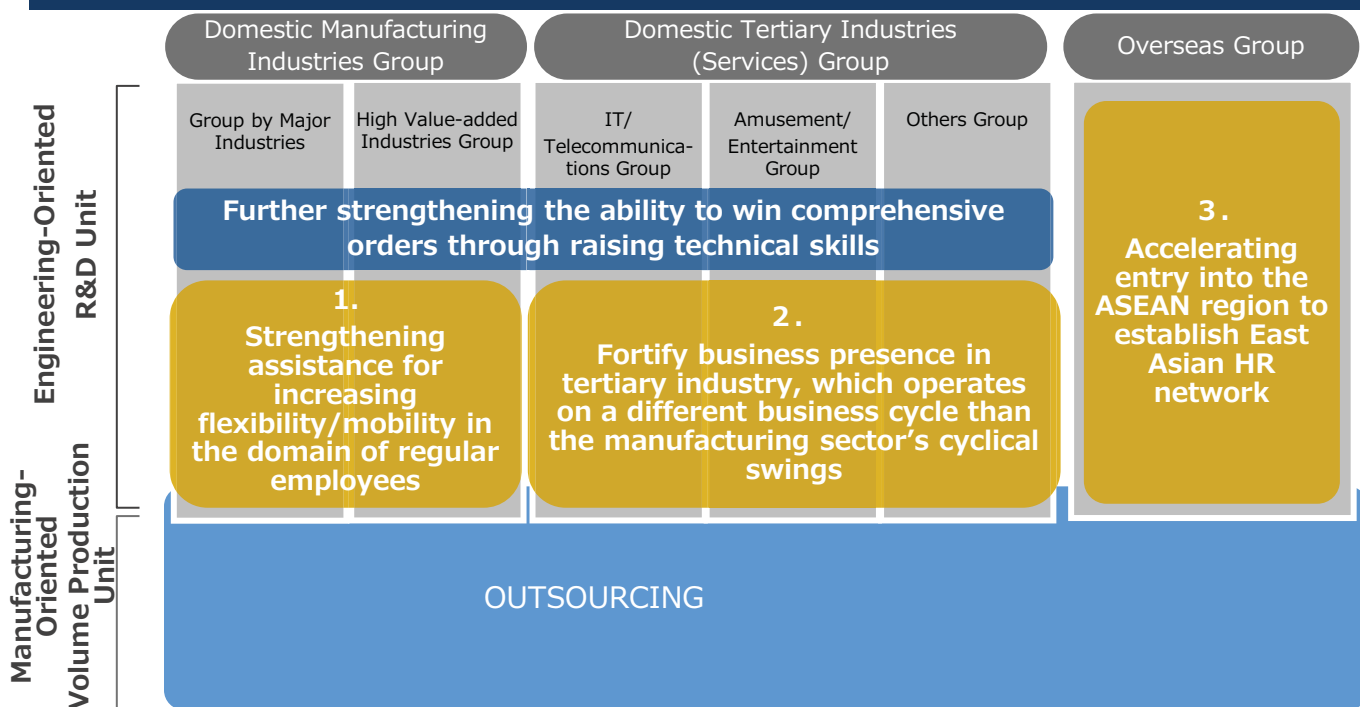 Domestic Manufacturing
Industries Group
Domestic Tertiary Industries
(Services) Group
Overseas Group
Engineering-Oriented
R&D Unit
Group by Major
Industries
High Value-added
Industries Group
IT/
Telecommunica-
tions Group
Amusement/
Entertainment
Group
Others Group
Further strengthening the ability to win comprehensive
orders through raising technical skills
1.
Strengthening
assistance for
increasing
flexibility/mobility in
the domain of regular
employees
2.
Fortify business presence in
tertiary industry, which operates
on a different business cycle than
the manufacturing sector’s cyclical
swings
3.
Accelerating
entry into the
ASEAN region to
establish East
Asian HR
network
Manufacturing-
Oriented
Volume Production
Unit
OUTSOURCING